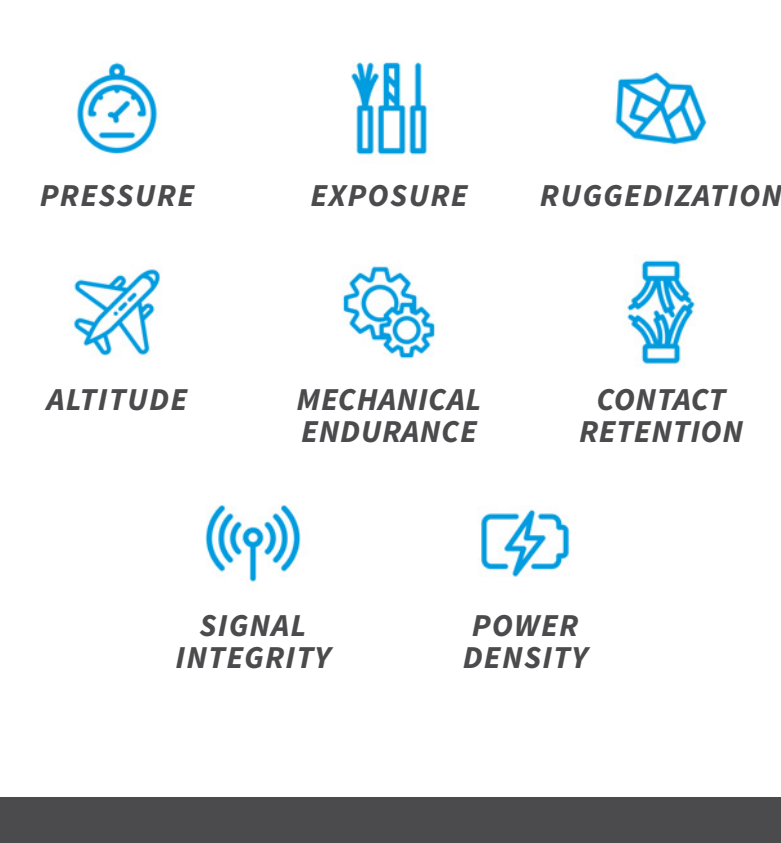 PRESSURE
EXPOSURE
RUGGEDIZATION
ALTITUDE
MECHANICAL
ENDURANCE
CONTACT
RETENTION
SIGNAL
INTEGRITY
POWER
DENSITY